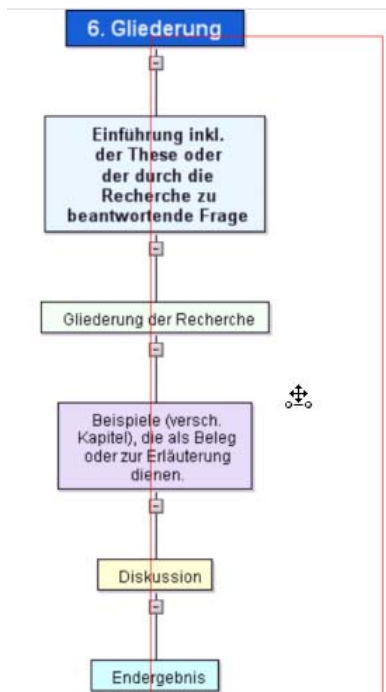 6. Gliederung
Einführung inkl.
der These oder
der durch die
Recherche zu
beantwortende Frage
Gliederung der Recherche
Beispiele (versch.
Kapitel), die als Beleg
oder zur Erläuterung
dienen.
Diskussion
Endergebnis